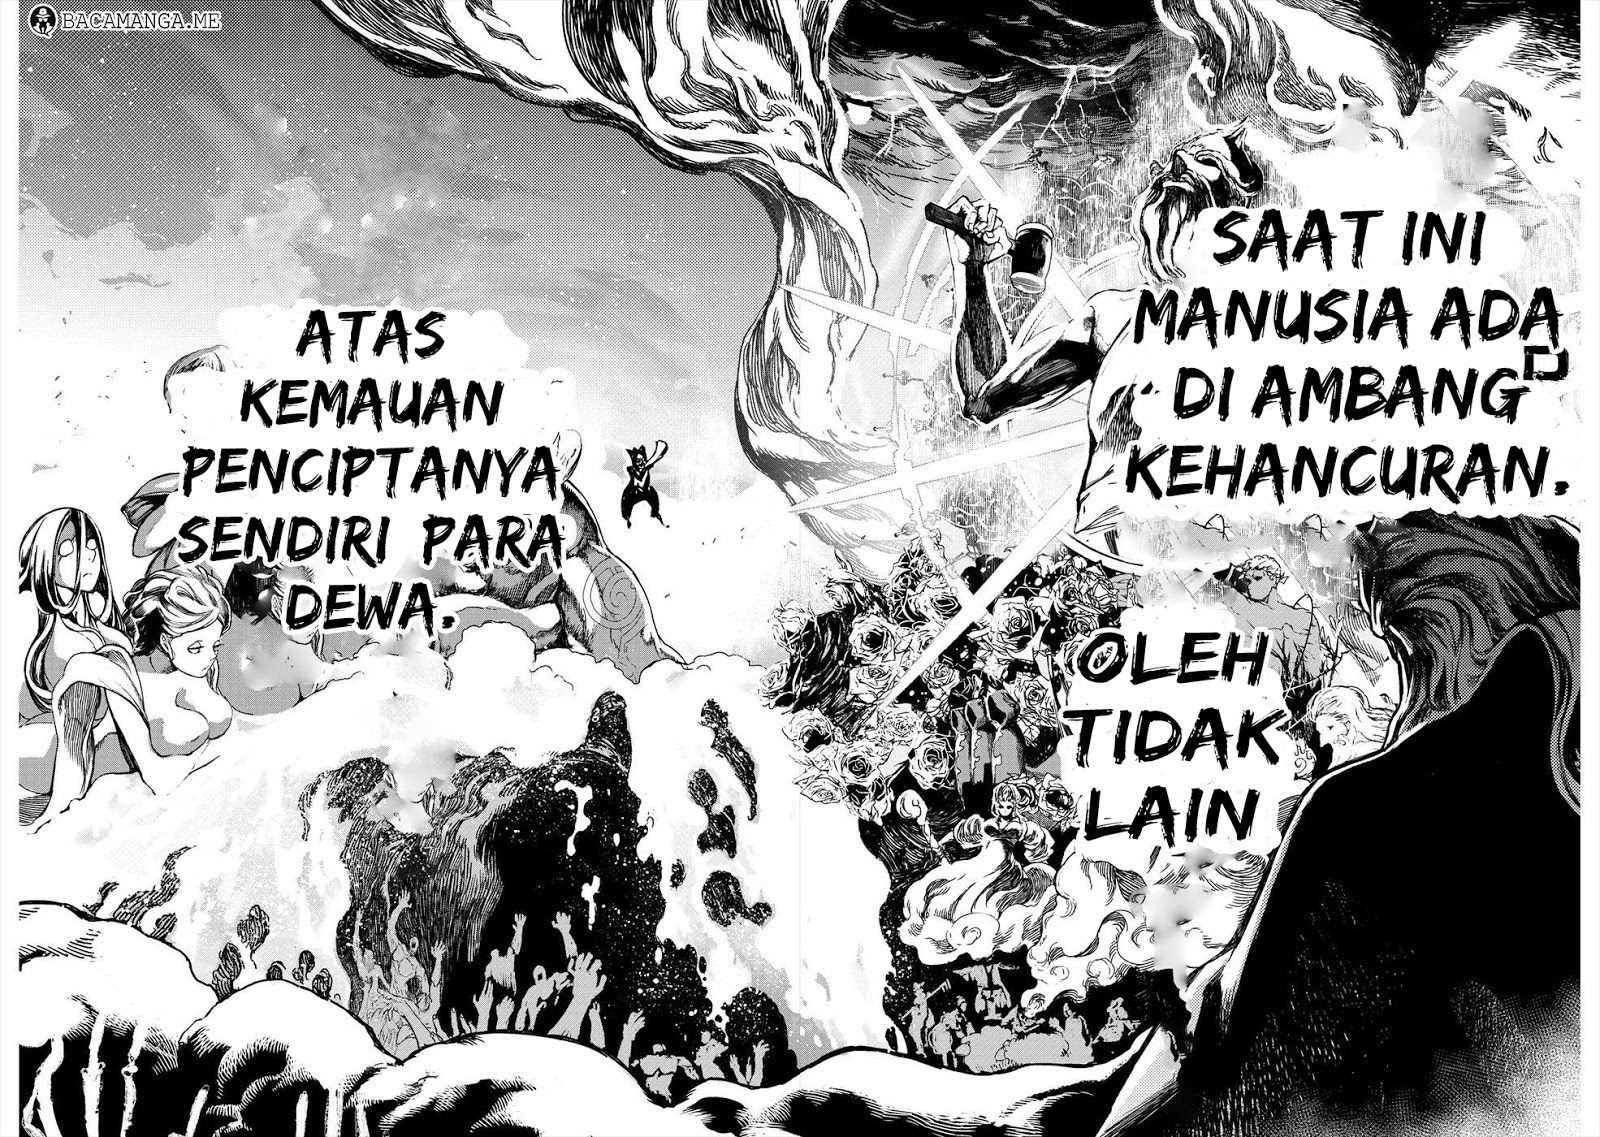 BACAMANGA.ME
SAAT INI
MANUSIA ADA
DI AMBANG
KEHANCURAN.
OLEH
TIDAK
LAIN
ATAS
KEMAUAN
PENCIPTANYA
SENDIRI PARA
DEWA.